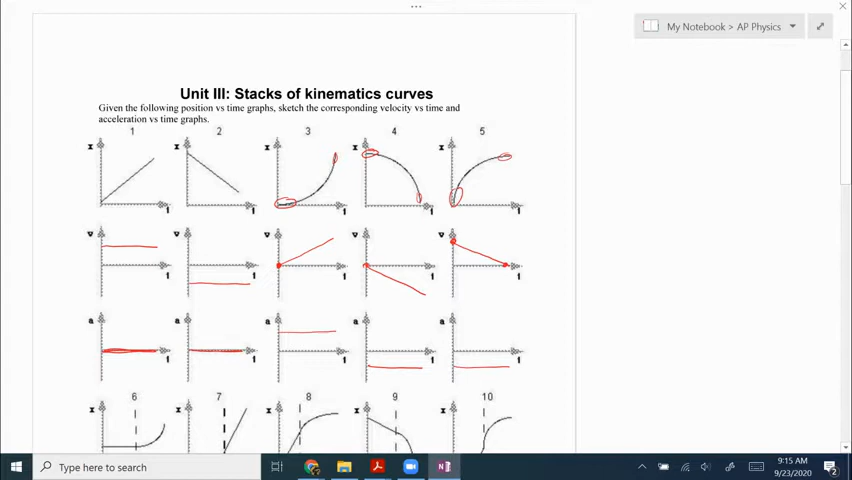 My Notebook > AP Physics
Unit III: Stacks of kinematics curves
Given the following position vs time graphs, sketch the corresponding velocity vs time and
acceleration vs time graphs.
1 2 3 4 5
x x x x x
t t t t t
v v v v v
t t t t t
a a a a a
t t t t t
6 7 8 9 10
x x x x x
Type here to search
9:15 AM
9/23/2020
2